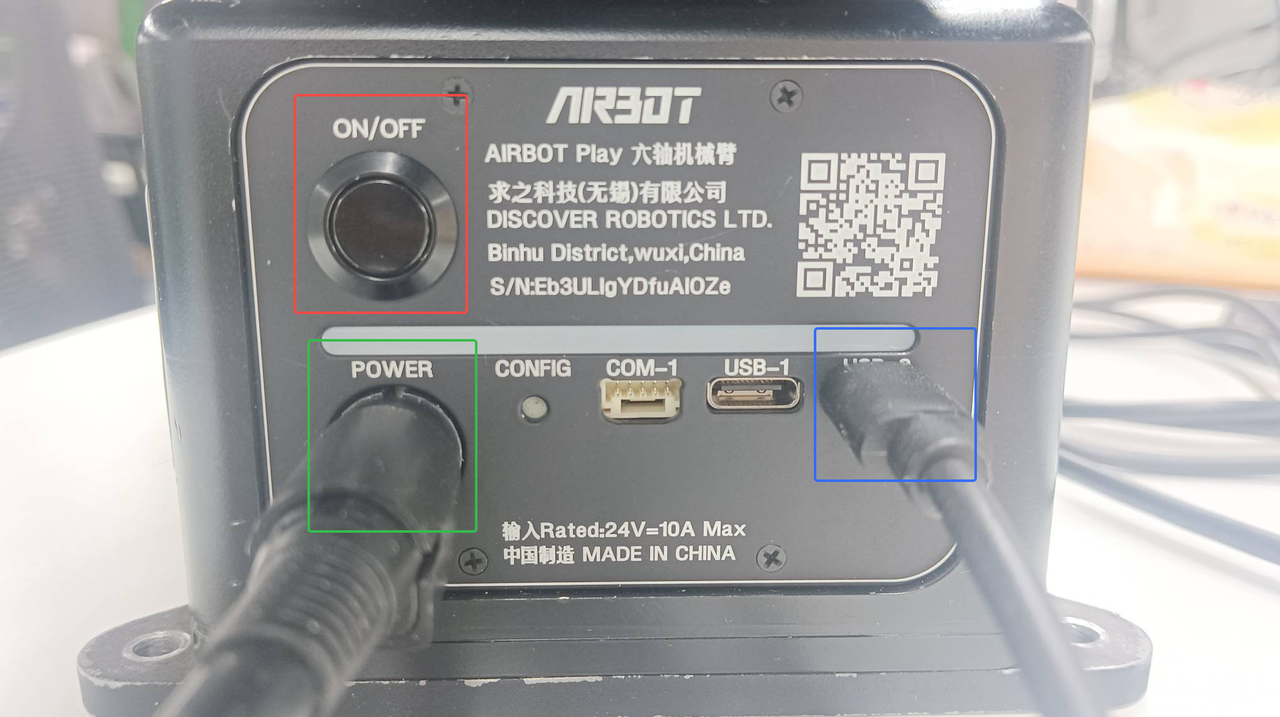 AIRBOT
ON/OFF
AIRBOT Play 六轴机械臂
求之科技(无锡)有限公司
DISCOVER ROBOTICS LTD.
Binhu District,wuxi,China
S/N:Eb3ULIgYDfuAIOZe
POWER
CONFIG
COM-1
USB-1
输入Rated:24V=10A Max
中国制造 MADE IN CHINA